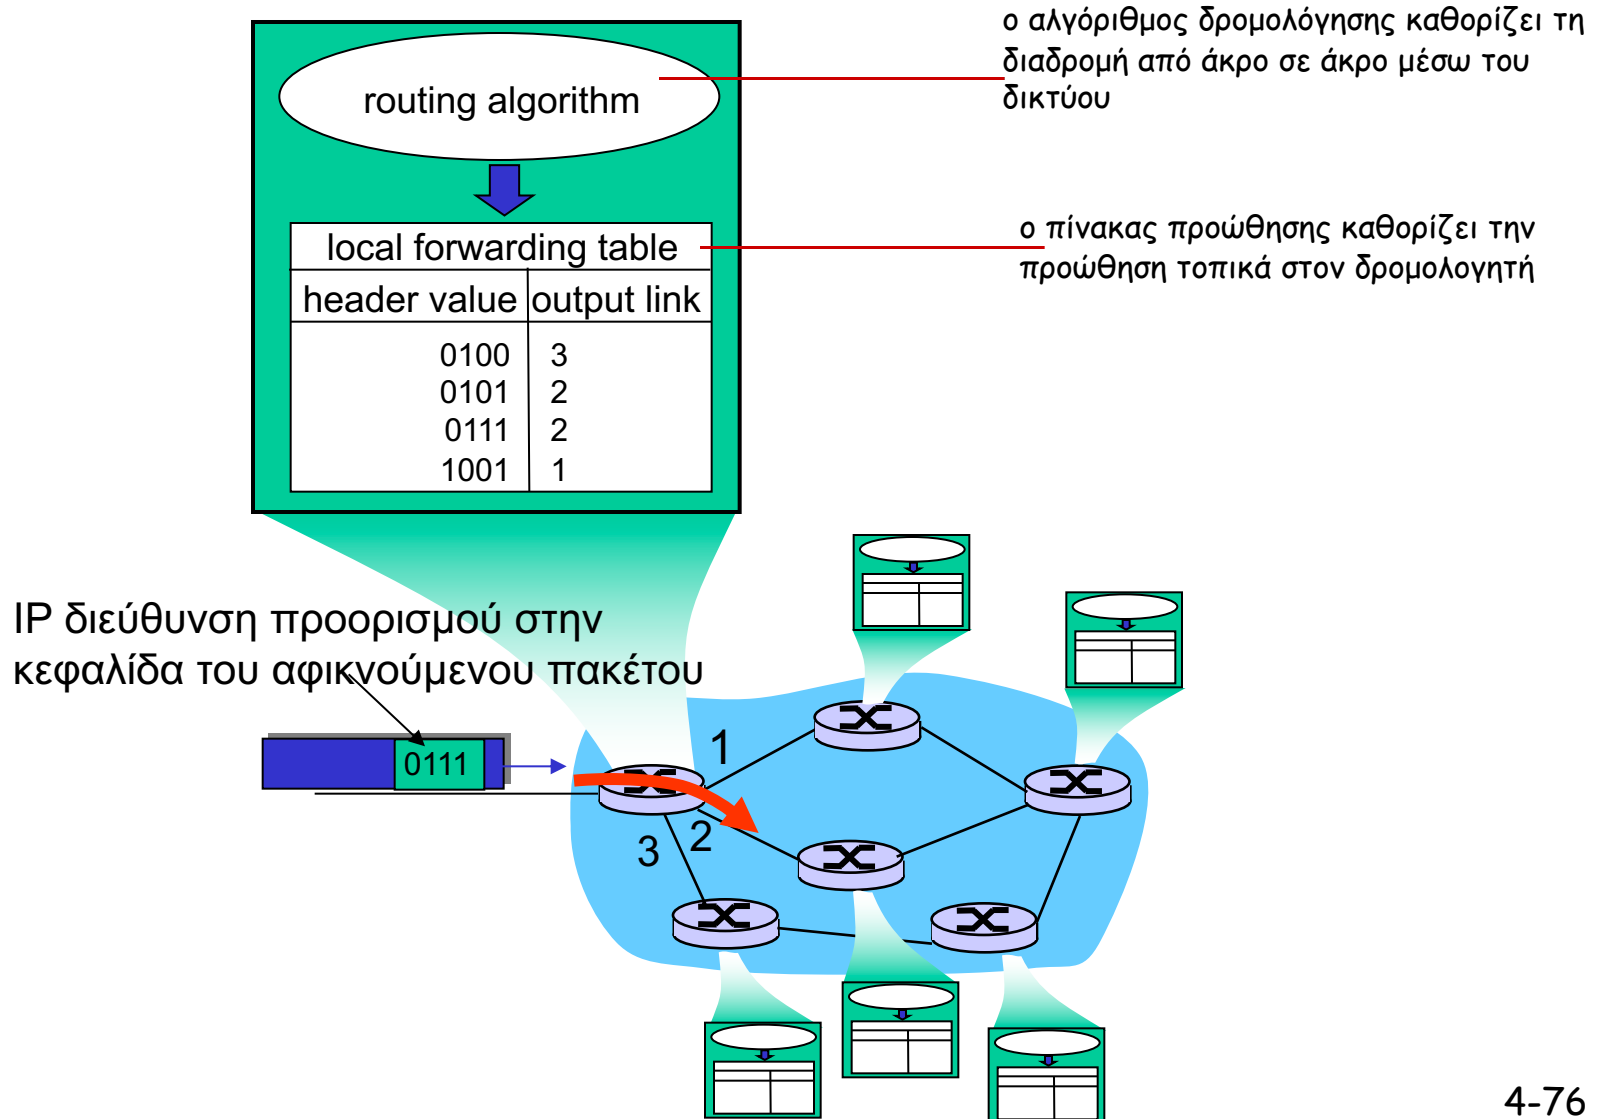 ο αλγόριθμος δρομολόγησης καθορίζει τη
διαδρομή από άκρο σε άκρο μέσω του
δικτύου
routing algorithm
ο πίνακας προώθησης καθορίζει την
προώθηση τοπικά στον δρομολογητή
local forwarding table
header value output link
0100 3
0101 2
0111 2
1001 1
IP διεύθυνση προορισμού στην
κεφαλίδα του αφικνούμενου πακέτου
0111
1
2
3
4-76